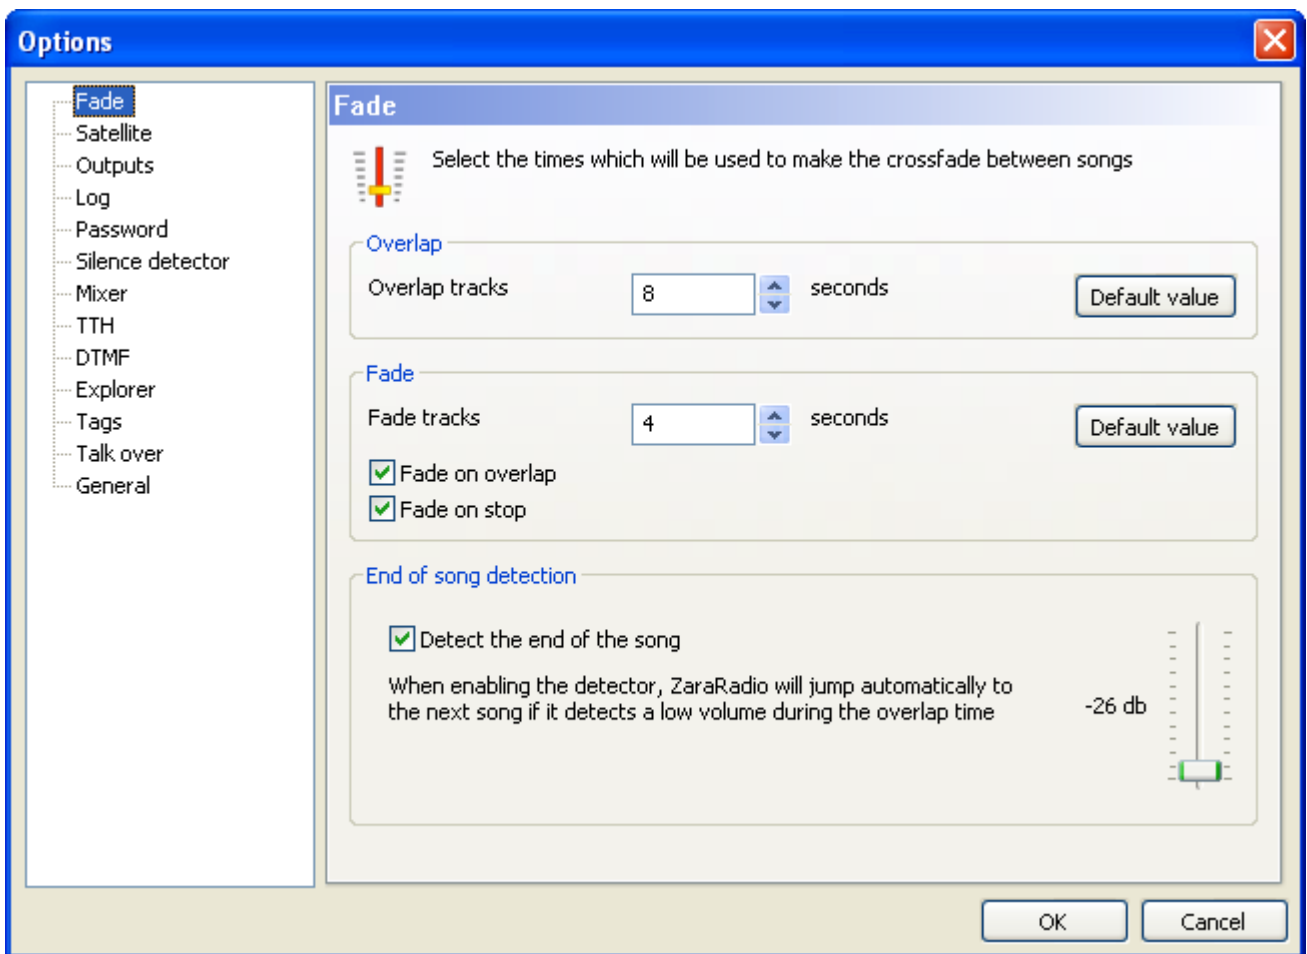 Options
Fade
Satellite
Outputs
Log
Password
Silence detector
Mixer
TTH
DTMF
Explorer
Tags
Talk over
General
Fade
Select the times which will be used to make the crossfade between songs
Overlap
Overlap tracks 8 seconds Default value
Fade
Fade tracks 4 seconds Default value
Fade on overlap
Fade on stop
End of song detection
Detect the end of the song
When enabling the detector, ZaraRadio will jump automatically to
the next song if it detects a low volume during the overlap time
-26 db
OK Cancel